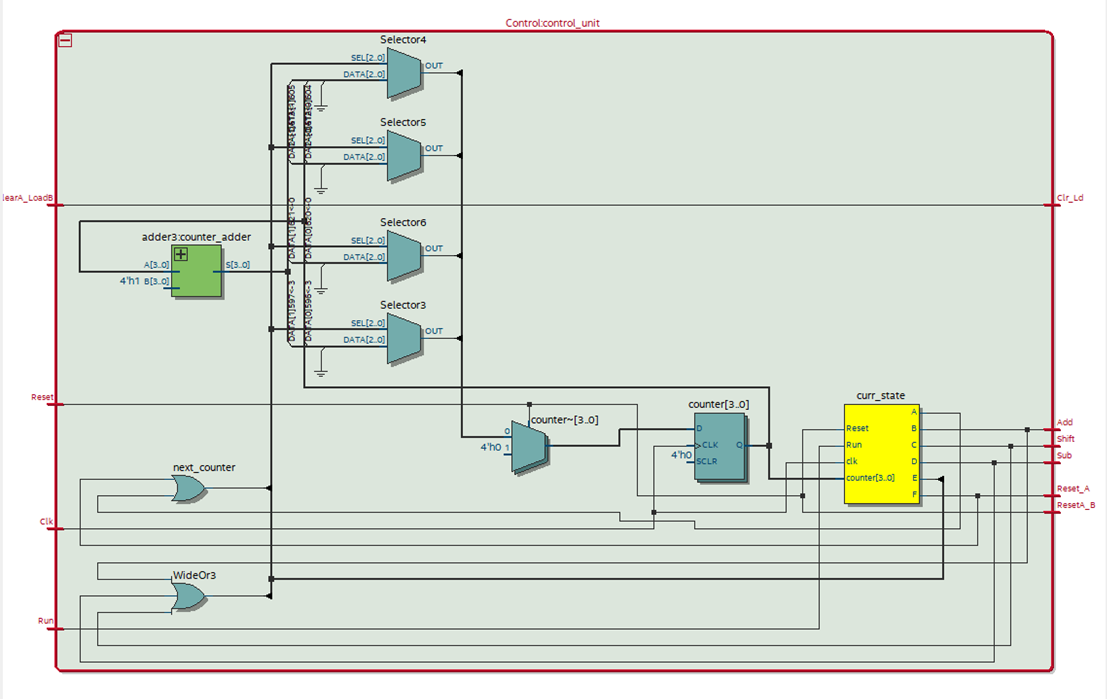 Control:control_unit
Selector4
SEL[2..0]
DATA[2..0]
OUT
Selector5
SEL[2..0]
DATA[2..0]
OUT
learA_LoadB
Clr_Ld
Selector6
SEL[2..0]
DATA[2..0]
OUT
adder3:counter_adder
A[3..0]
S[3..0]
4'h1 B[3..0]
Selector3
SEL[2..0]
DATA[2..0]
OUT
Reset
counter~[3..0]
0
4'h0 1
counter[3..0]
D
CLK
Q
4'h0
SCLR
curr_state
A
Reset
B
Run
C
clk
D
counter[3..0]
E
F
Add
Shift
Sub
Reset_A
ResetA_B
next_counter
Clk
WideOr3
Run